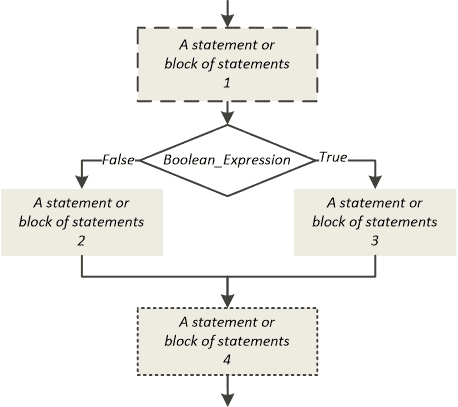 A statement or
block of statements
1
False
Boolean_Expression
True
A statement or
block of statements
2
A statement or
block of statements
3
A statement or
block of statements
4